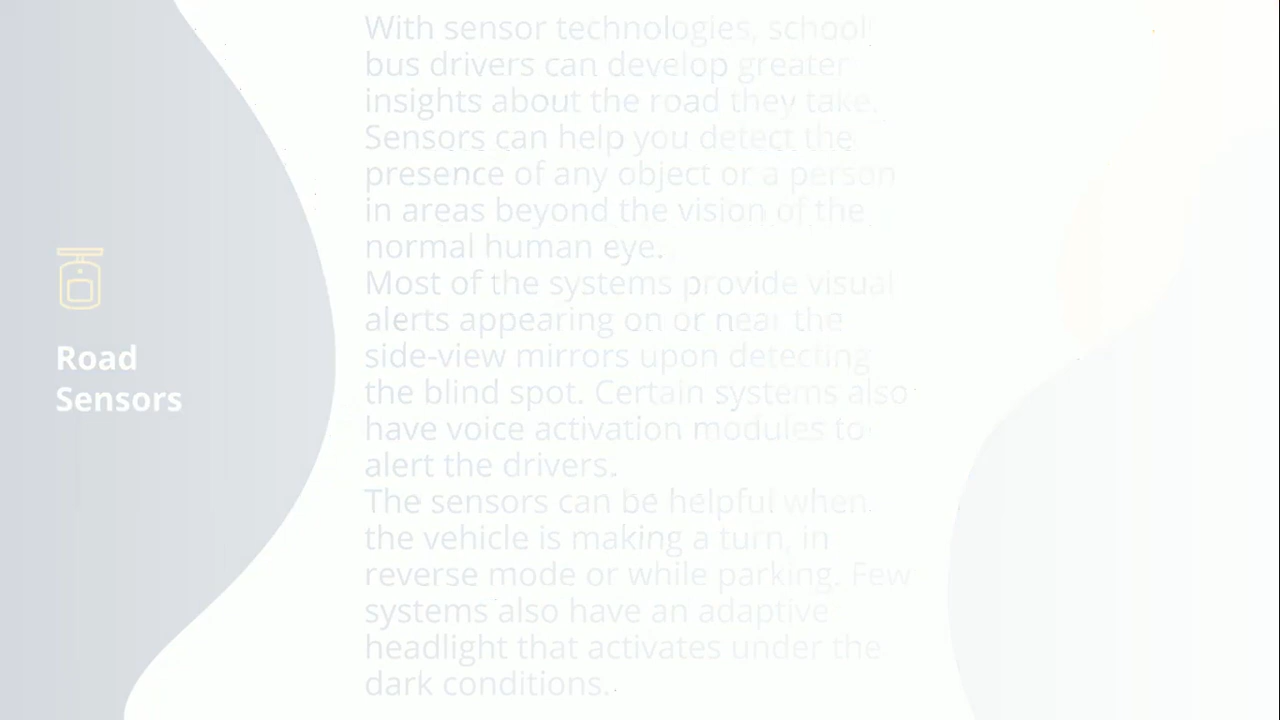 Road
Sensors
With sensor technologies, school
bus drivers can develop greater
insights about the road they take.
Sensors can help you detect the
presence of any object or a person
in areas beyond the vision of the
normal human eye.
Most of the systems provide visual
alerts appearing on or near the
side-view mirrors upon detecting
the blind spot. Certain systems also
have voice activation modules to
alert the drivers.
The sensors can be helpful when
the vehicle is making a turn, in
reverse mode or while parking. Few
systems also have an adaptive
headlight that activates under the
dark conditions.